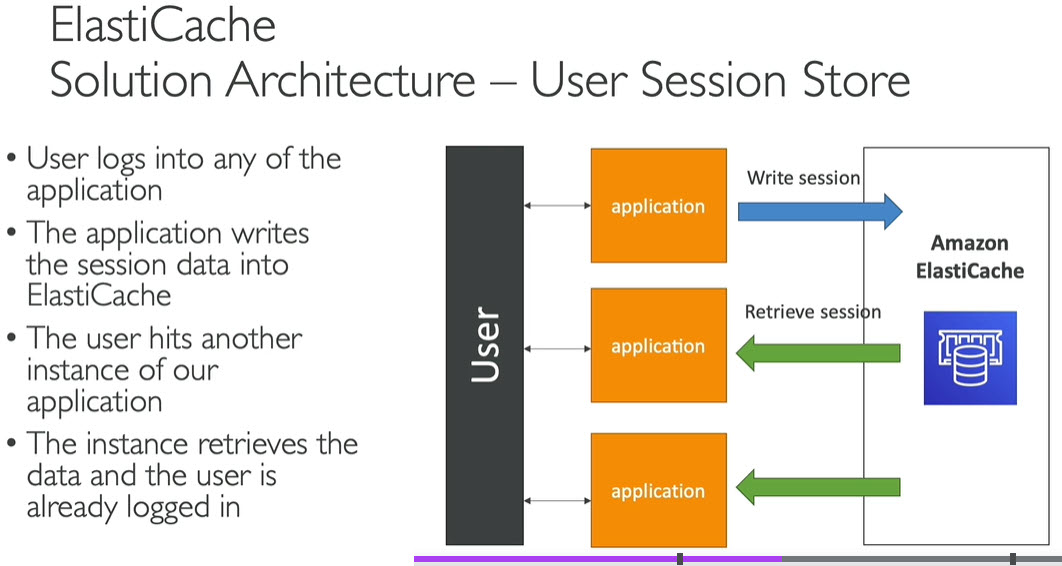 ElastiCache
Solution Architecture – User Session Store
• User logs into any of the
application
• The application writes
the session data into
ElastiCache
• The user hits another
instance of our
application
• The instance retrieves the
data and the user is
already logged in
User
application
Write session
Amazon
ElastiCache
application
Retrieve session
application